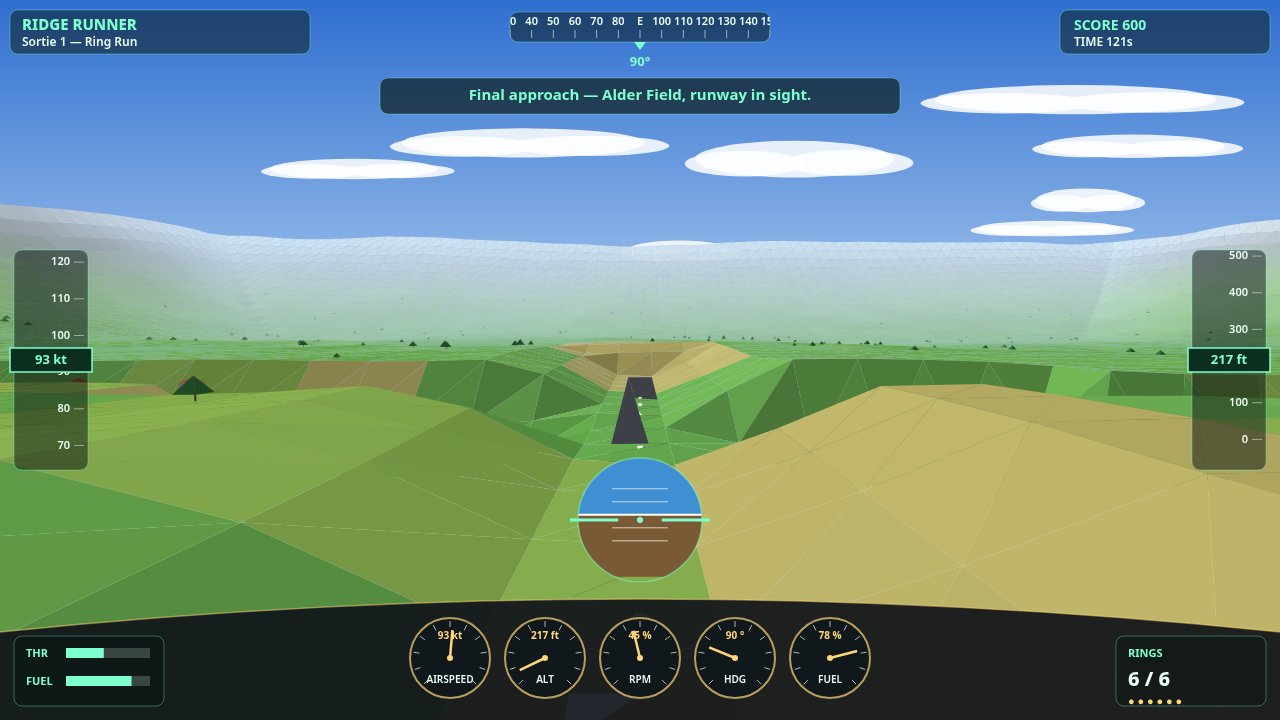 RIDGE RUNNER
Sortie 1 — Ring Run
40 50 60 70 80 E 100 110 120 130 140
90°
SCORE 600
TIME 121s
Final approach — Alder Field, runway in sight.
120
110
100
93 kt
80
70
500
400
300
217 ft
100
0
THR
FUEL
93 kt
AIRSPEED
217 ft
ALT
45 %
RPM
90 °
HDG
78 %
FUEL
RINGS
6 / 6